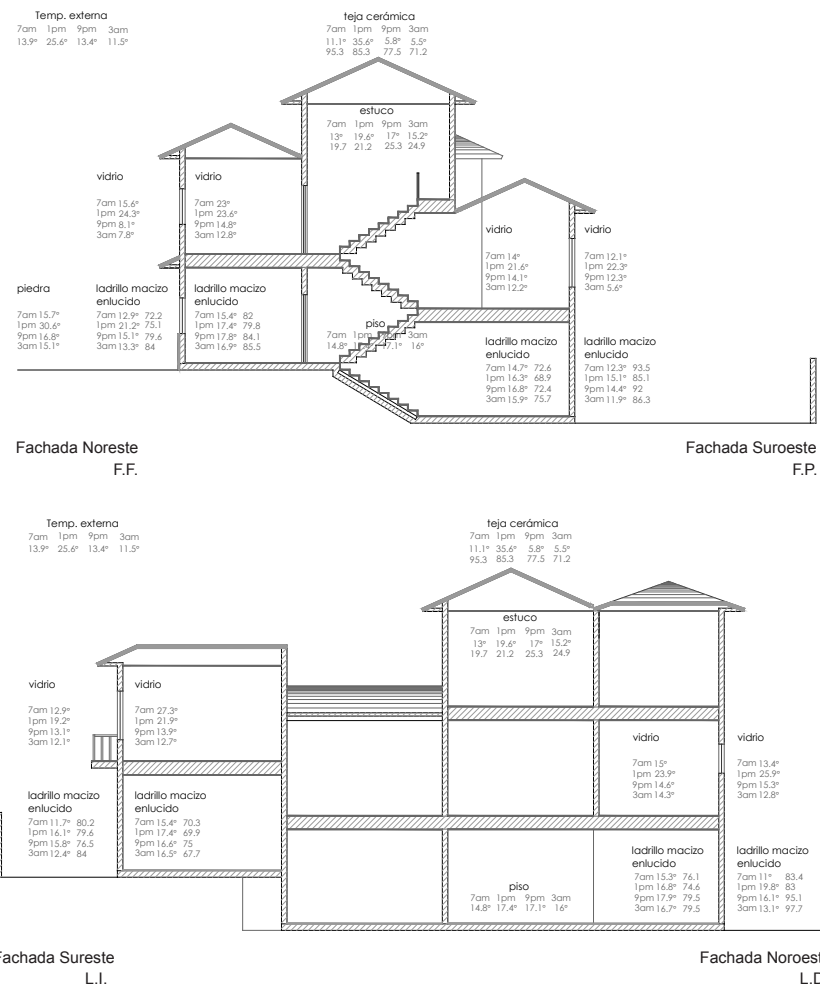 Temp. externa
7am 1pm 9pm 3am
13.9° 25.6° 13.4° 11.5°
teja cerámica
7am 1pm 9pm 3am
11.1° 35.6° 5.8° 5.5°
95.3 85.3 77.5 71.2
estuco
7am 1pm 9pm 3am
13° 19.6° 17° 15.2°
19.7 21.2 25.3 24.9
vidrio
7am 15.6°
1pm 24.3°
9pm 8.1°
3am 7.8°
vidrio
7am 23°
1pm 23.6°
9pm 14.8°
3am 12.8°
vidrio
7am 14°
1pm 21.6°
9pm 14.1°
3am 12.2°
vidrio
7am 12.1°
1pm 22.3°
9pm 12.3°
3am 5.6°
piedra
7am 15.7°
1pm 30.6°
9pm 16.8°
3am 15.1°
ladrillo macizo
enlucido
7am 12.9° 72.2
1pm 21.2° 75.1
9pm 15.1° 79.6
3am 13.3° 84
ladrillo macizo
enlucido
7am 15.4° 82
1pm 17.4° 79.8
9pm 17.8° 84.1
3am 16.9° 85.5
piso
7am 1pm 3am
14.8° 17.1° 16°
ladrillo macizo
enlucido
7am 14.7° 72.6
1pm 16.3° 68.9
9pm 16.8° 72.4
3am 15.9° 75.7
ladrillo macizo
enlucido
7am 12.3° 93.5
1pm 15.1° 85.1
9pm 14.4° 92
3am 11.9° 86.3
Fachada Noreste
F.F.
Fachada Suroeste
F.P.
Temp. externa
7am 1pm 9pm 3am
13.9° 25.6° 13.4° 11.5°
teja cerámica
7am 1pm 9pm 3am
11.1° 35.6° 5.8° 5.5°
95.3 85.3 77.5 71.2
estuco
7am 1pm 9pm 3am
13° 19.6° 17° 15.2°
19.7 21.2 25.3 24.9
vidrio
7am 12.9°
1pm 19.2°
9pm 13.1°
3am 12.1°
vidrio
7am 27.3°
1pm 21.9°
9pm 13.9°
3am 12.7°
vidrio
7am 15°
1pm 23.9°
9pm 14.6°
3am 14.3°
vidrio
7am 13.4°
1pm 25.9°
9pm 15.3°
3am 12.8°
ladrillo macizo
enlucido
7am 11.7° 80.2
1pm 16.1° 79.6
9pm 15.8° 76.5
3am 12.4° 84
ladrillo macizo
enlucido
7am 15.4° 70.3
1pm 17.4° 69.9
9pm 16.6° 75
3am 16.5° 67.7
piso
7am 1pm 9pm 3am
14.8° 17.4° 17.1° 16°
ladrillo macizo
enlucido
7am 15.3° 76.1
1pm 16.8° 74.6
9pm 17.9° 79.5
3am 16.7° 79.5
ladrillo macizo
enlucido
7am 11° 83.4
1pm 19.8° 83
9pm 16.1° 95.1
3am 13.1° 97.7
Fachada Sureste
L.I.
Fachada Noroest
L.D